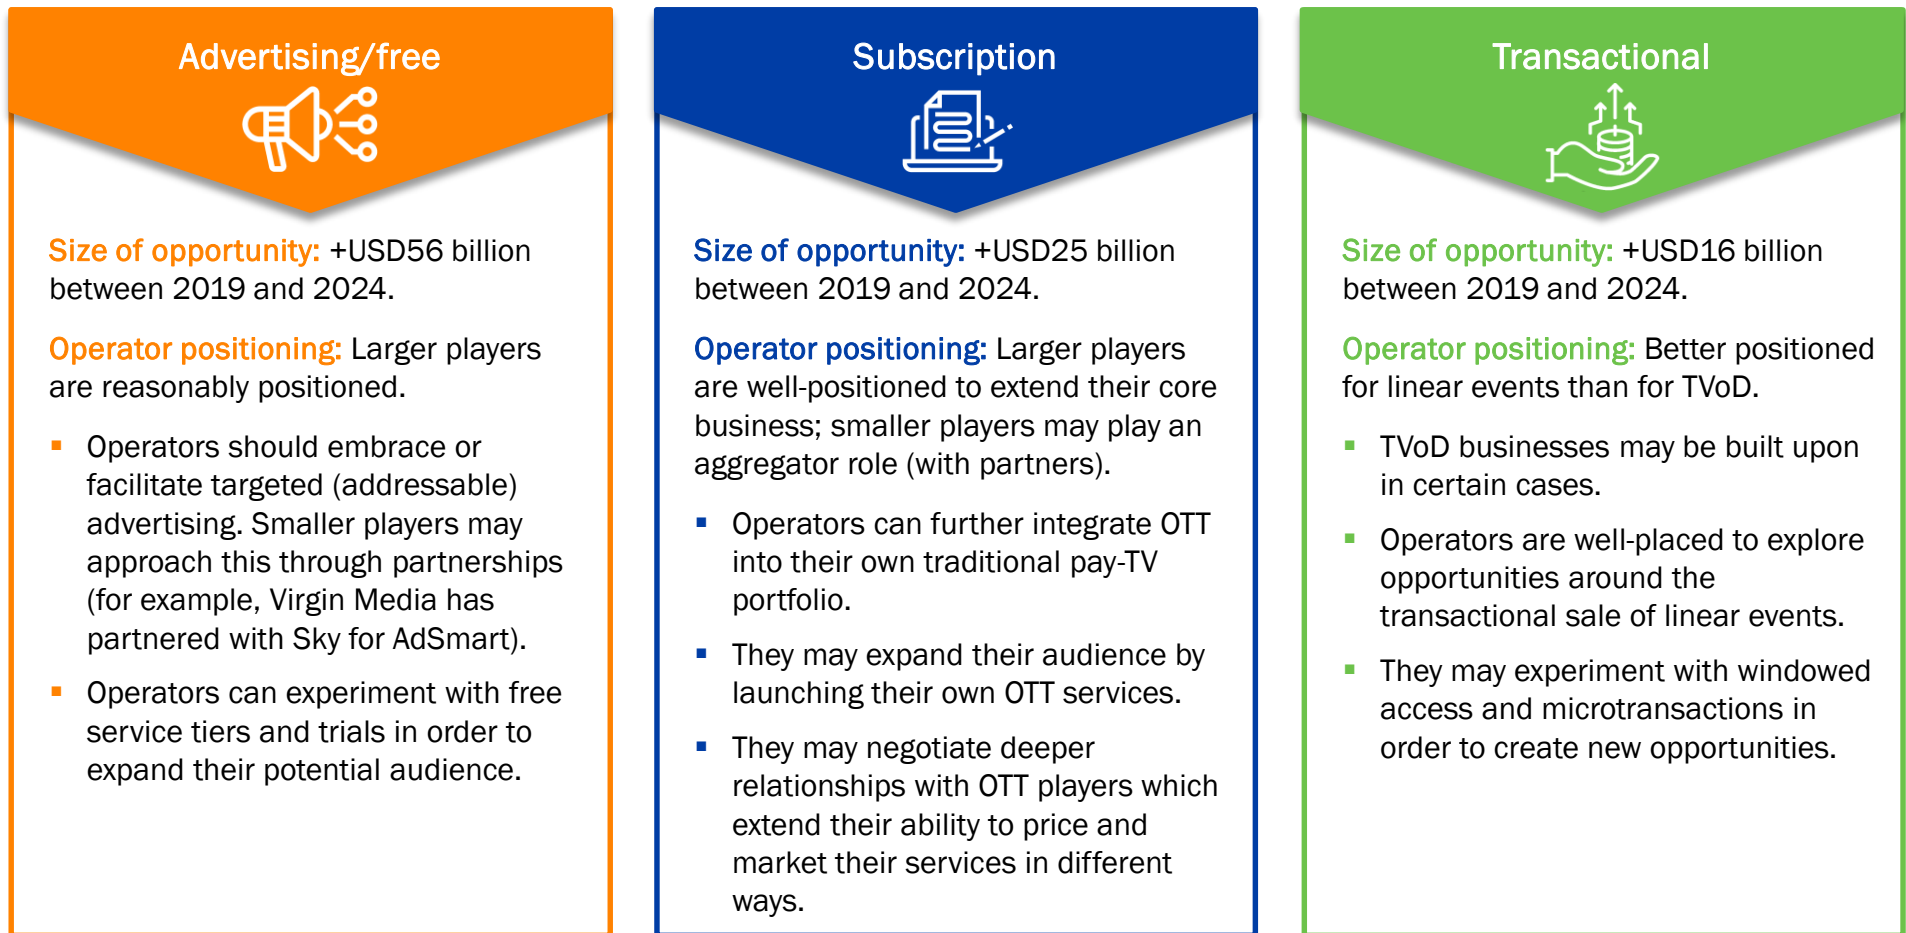 Advertising/free
Size of opportunity: +USD56 billion
between 2019 and 2024.
Operator positioning: Larger players
are reasonably positioned.
▪ Operators should embrace or
facilitate targeted (addressable)
advertising. Smaller players may
approach this through partnerships
(for example, Virgin Media has
partnered with Sky for AdSmart).
▪ Operators can experiment with free
service tiers and trials in order to
expand their potential audience.
Subscription
Size of opportunity: +USD25 billion
between 2019 and 2024.
Operator positioning: Larger players
are well-positioned to extend their core
business; smaller players may play an
aggregator role (with partners).
▪ Operators can further integrate OTT
into their own traditional pay-TV
portfolio.
▪ They may expand their audience by
launching their own OTT services.
▪ They may negotiate deeper
relationships with OTT players which
extend their ability to price and
market their services in different
ways.
Transactional
Size of opportunity: +USD16 billion
between 2019 and 2024.
Operator positioning: Better positioned
for linear events than for TVoD.
▪ TVoD businesses may be built upon
in certain cases.
▪ Operators are well-placed to explore
opportunities around the
transactional sale of linear events.
▪ They may experiment with windowed
access and microtransactions in
order to create new opportunities.